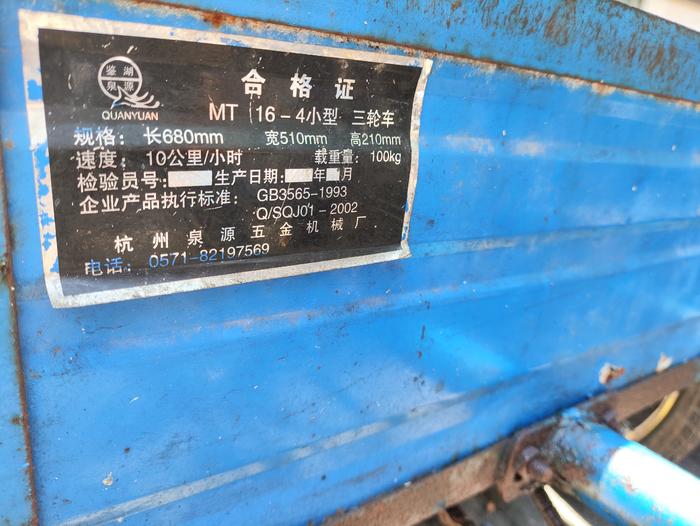 鉴湖
泉源
QUANYUAN
合格证
MT 16-4小型 三轮车
规格：长680mm 宽510mm 高210mm
速度：10公里/小时 载重量：100kg
检验员号： 生产日期： 年 月
企业产品执行标准：GB3565-1993
Q/SQJ01-2002
杭州泉源五金机械厂
电话：0571-82197569